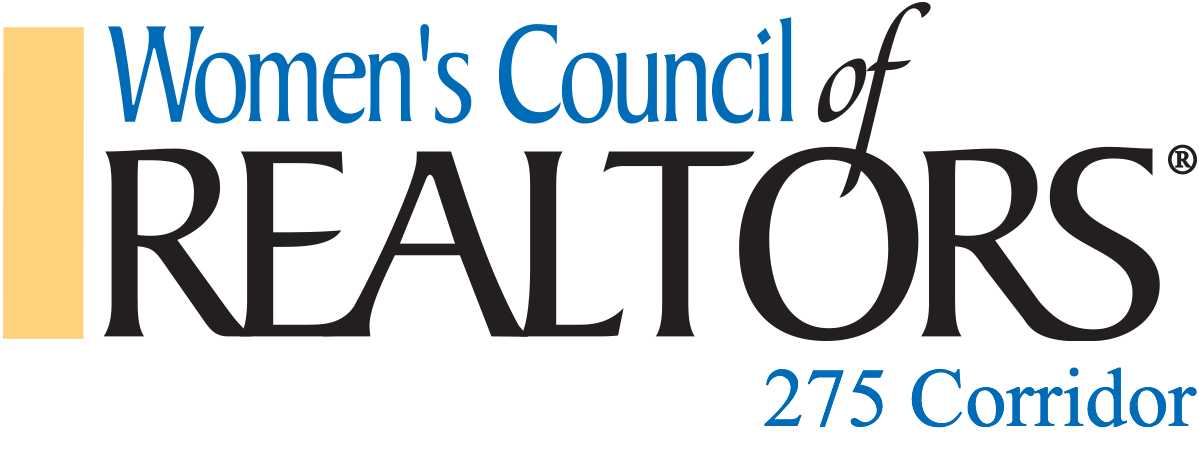 Women's Council of
REALTORS®
275 Corridor